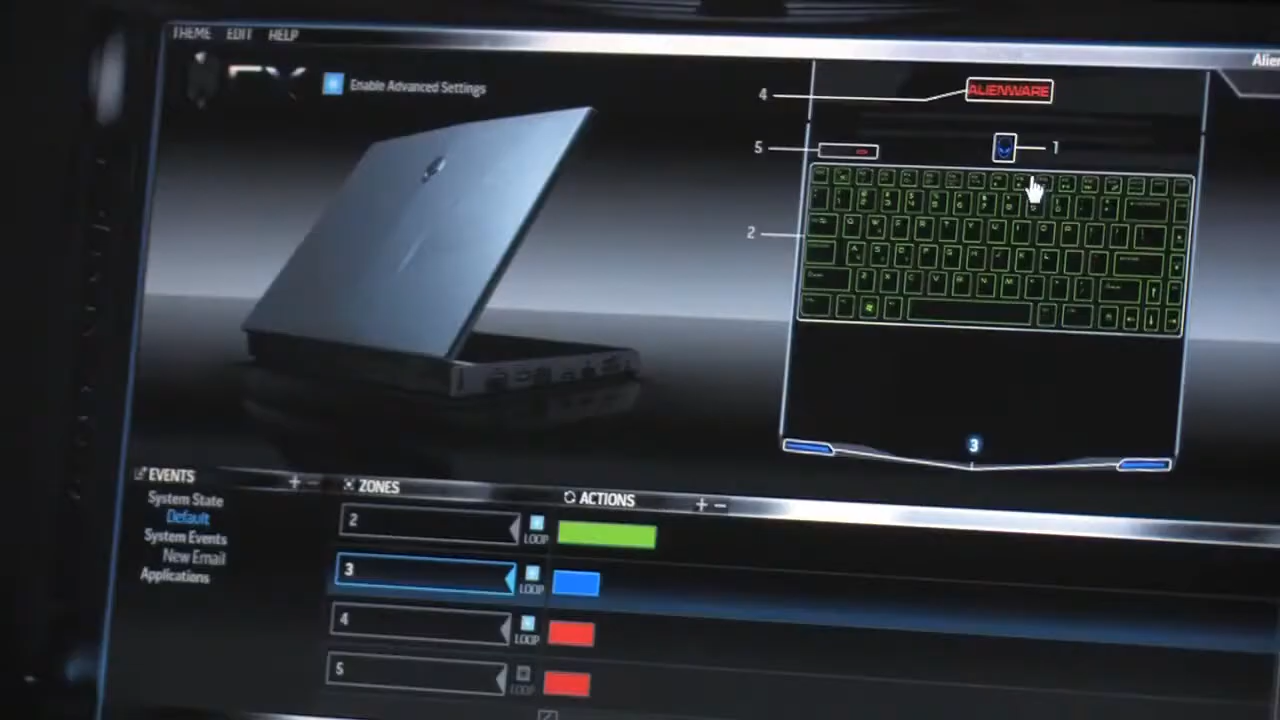 THEME EDIT HELP
Alien
FX
Enable Advanced Settings
4
ALIENWARE
5
1
2
3
EVENTS
System State
Default
System Events
New Email
Applications
ZONES
ACTIONS
2
LOOP
3
LOOP
4
LOOP
5
LOOP